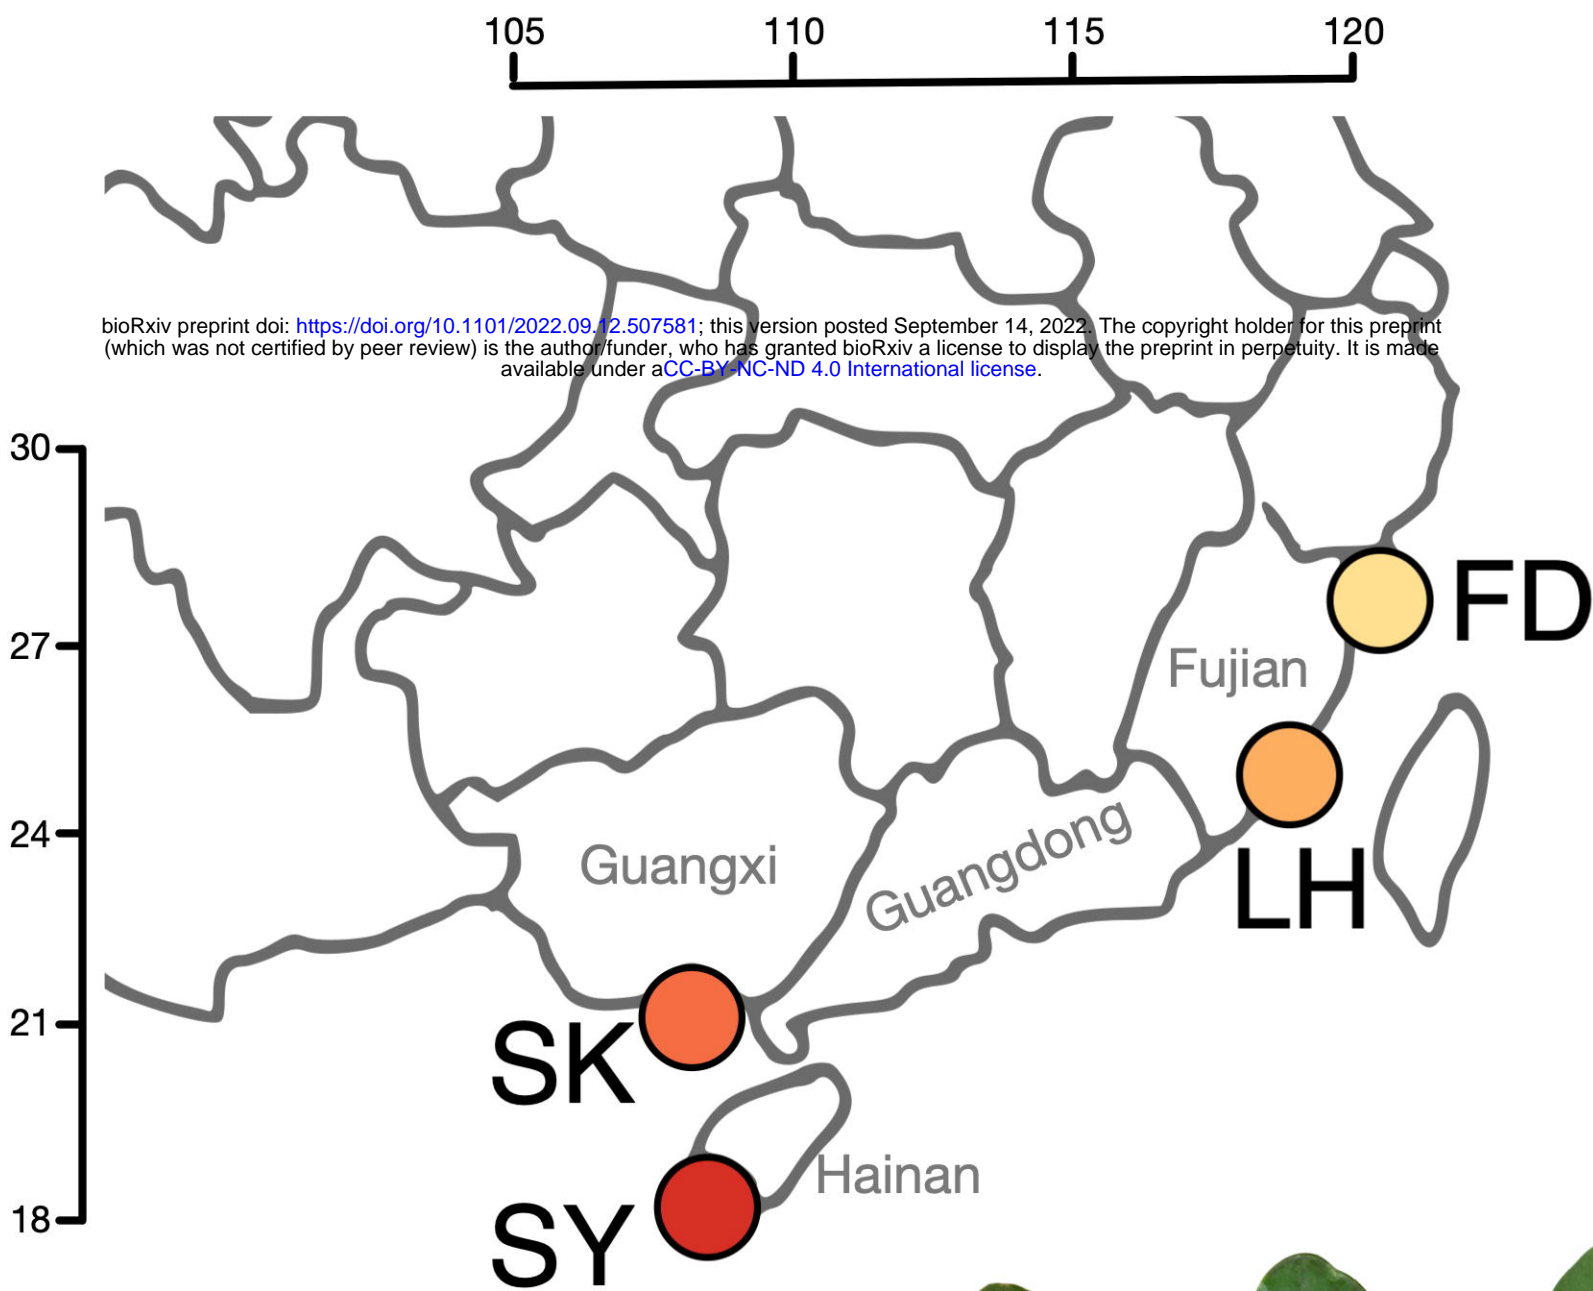 105 110 115 120
bioRxiv preprint doi: https://doi.org/10.1101/2022.09.12.507581; this version posted September 14, 2022. The copyright holder for this preprint
(which was not certified by peer review) is the author/funder, who has granted bioRxiv a license to display the preprint in perpetuity. It is made
available under aCC-BY-NC-ND 4.0 International license.
30
FD
27
Fujian
24
Guangxi
Guangdong
LH
21
SK
Hainan
18
SY